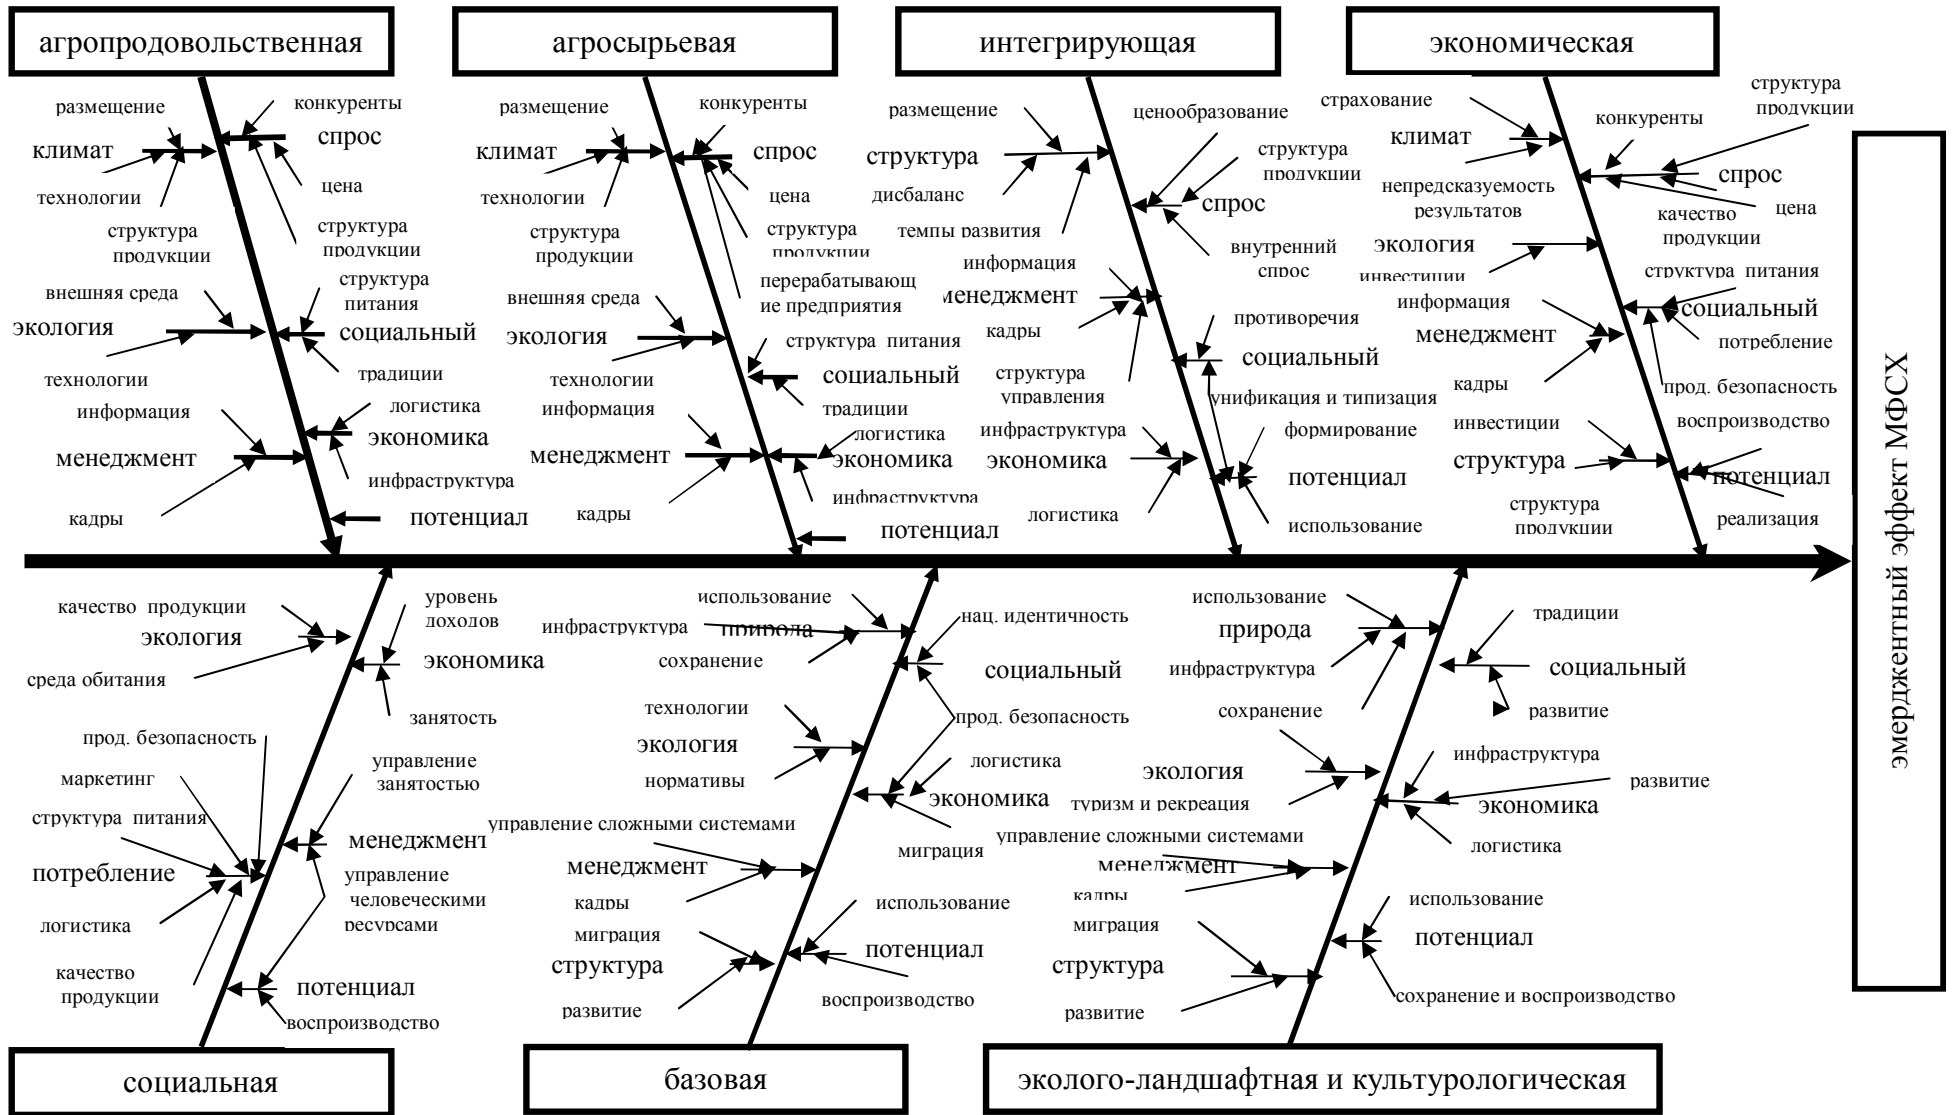 агропродовольственная
агросырьевая
интегрирующая
экономическая
размещение
конкуренты
климат
спрос
технологии
цена
структура
продукции
структура
продукции
внешняя среда
структура
питания
экология
социальный
технологии
традиции
информация
логистика
менеджмент
экономика
кадры
инфраструктура
потенциал
размещение
конкуренты
климат
спрос
технологии
цена
структура
продукции
структура
продукции
внешняя среда
перерабатывающ
ие предприятия
экология
структура питания
технологии
социальный
информация
традиции
логистика
менеджмент
экономика
кадры
инфраструктура
потенциал
размещение
ценообразование
структура
структура
продукции
дисбаланс
спрос
темпы развития
внутренний
спрос
информация
менеджмент
кадры
противоречия
социальный
структура
управления
унификация и типизация
инфраструктура
формирование
экономика
потенциал
логистика
использование
страхование
структура
продукции
климат
конкуренты
непредсказуемость
результатов
спрос
цена
экология
качество
продукции
инвестиции
структура питания
информация
социальный
менеджмент
потребление
кадры
прод. безопасность
инвестиции
воспроизводство
структура
потенциал
структура
продукции
реализация
эмерджентный эффект МФСХ
качество продукции
уровень
доходов
экология
экономика
среда обитания
занятость
прод. безопасность
управление
занятостью
маркетинг
структура питания
менеджмент
потребление
управление
человеческими
ресурсами
логистика
качество
продукции
потенциал
воспроизводство
использование
нац. идентичность
инфраструктура
природа
сохранение
социальный
технологии
прод. безопасность
экология
логистика
нормативы
экономика
управление сложными системами
миграция
менеджмент
кадры
использование
миграция
потенциал
структура
воспроизводство
развитие
использование
традиции
природа
инфраструктура
социальный
сохранение
развитие
инфраструктура
экология
развитие
туризм и рекреация
экономика
управление сложными системами
логистика
менеджмент
кадры
использование
миграция
потенциал
структура
сохранение и воспроизводство
развитие
социальная
базовая
эколого-ландшафтная и культурологическая